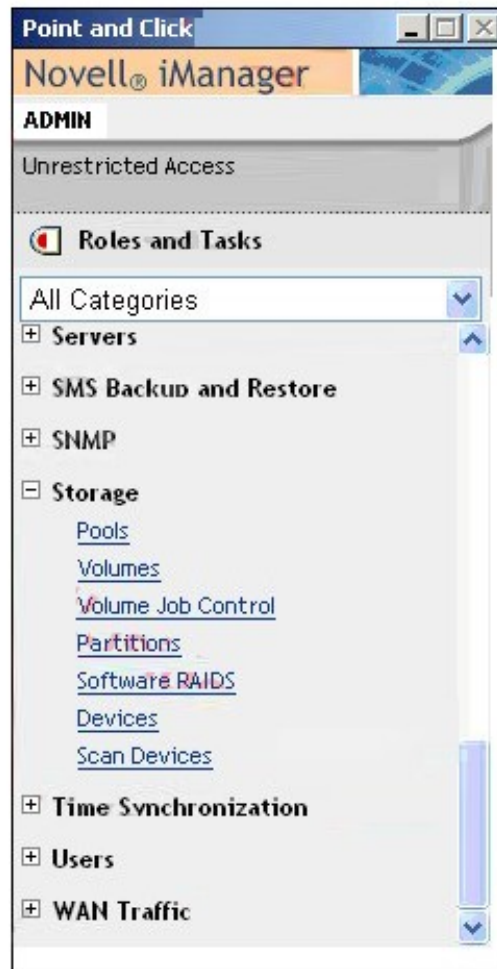 Point and Click
Novell® iManager
ADMIN
Unrestricted Access
Roles and Tasks
All Categories
Servers
SMS Backup and Restore
SNMP
Storage
Pools
Volumes
Volume Job Control
Partitions
Software RAIDS
Devices
Scan Devices
Time Synchronization
Users
WAN Traffic